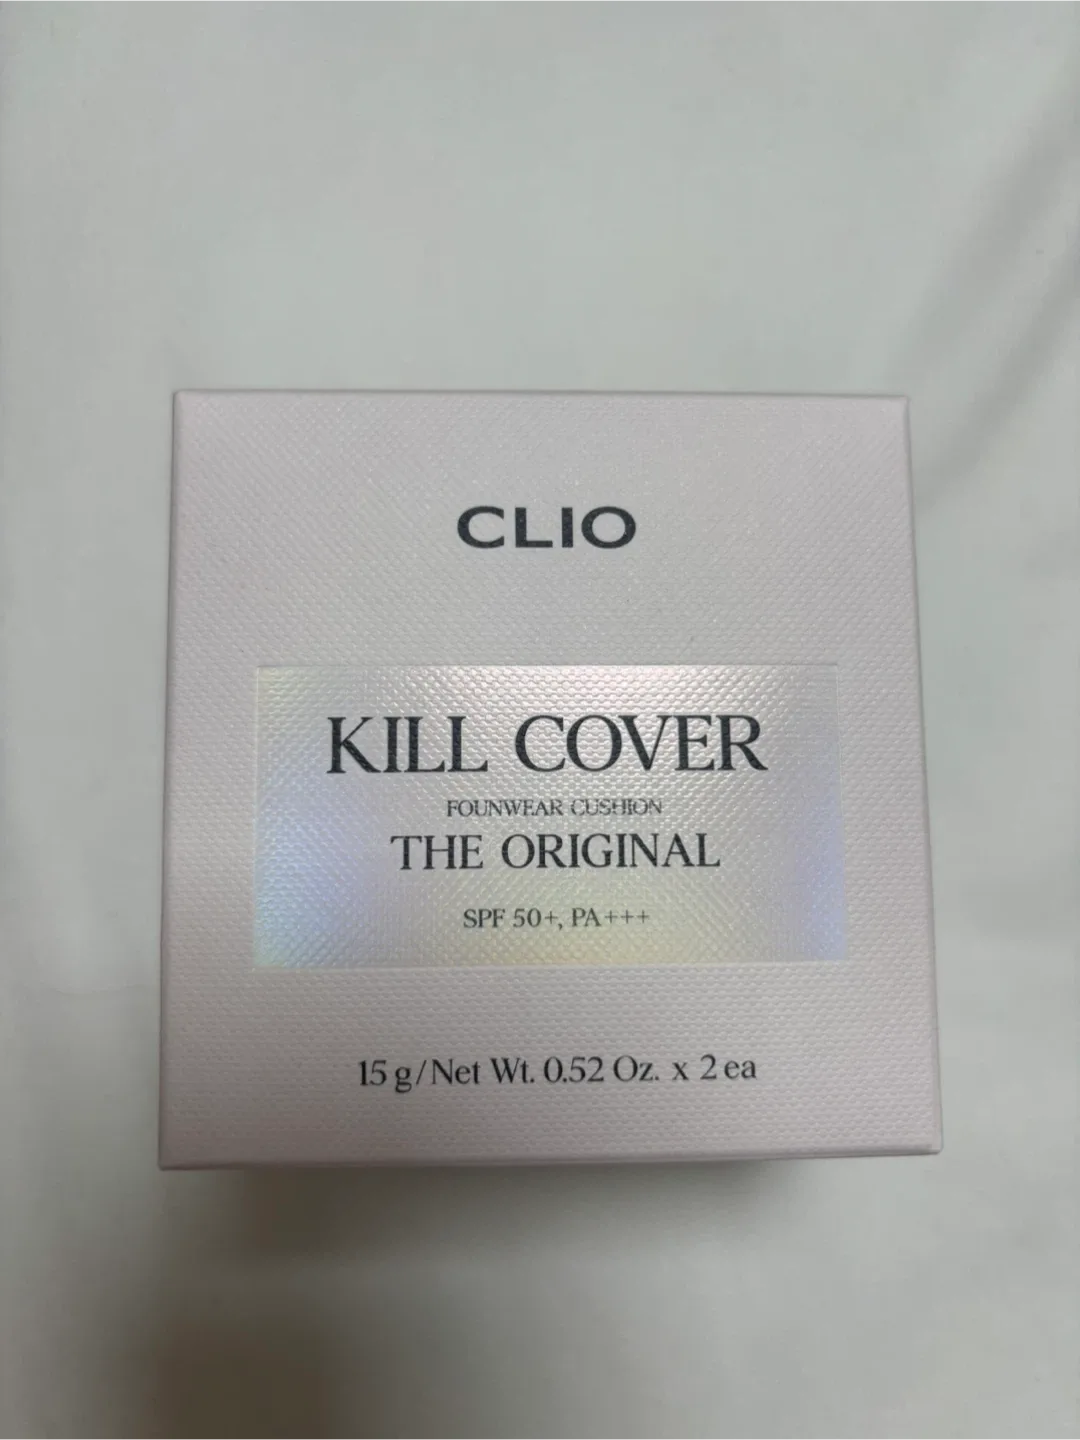 CLIO
KILL COVER
FOUNWEAR CUSHION
THE ORIGINAL
SPF 50+, PA+++
15 g/Net Wt. 0.52 Oz. x 2 ea